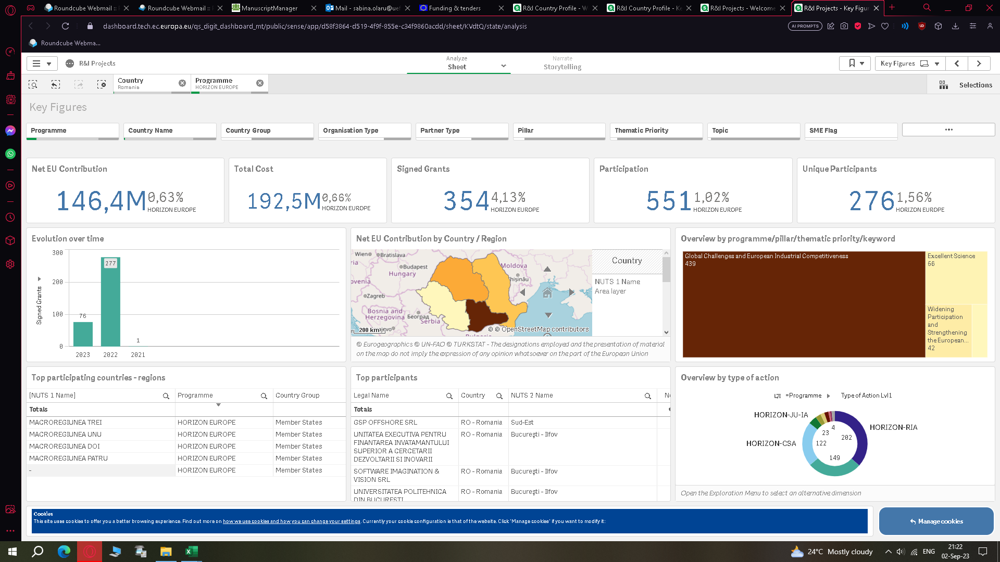 Roundcube Webmail :: I
Roundcube Webmail ::
ManuscriptManager
Mail - sabina.olaru@uef
Funding & tenders
R&I Country Profile - W
R&I Country Profile - Ke
R&I Projects - Welcome
R&I Projects - Key Figur
dashboard.tech.ec.europa.eu/qs_digit_dashboard_mt/public/sense/app/d58f3864-d519-4f9f-855e-c34f9860acdd/sheet/KVdtQ/state/analysis
AI PROMPTS
Roundcube Webma...
R&I Projects
Analyze
Sheet
Narrate
Storytelling
Key Figures
Country
Romania
Programme
HORIZON EUROPE
Selections
Key Figures
Programme
Country Name
Country Group
Organisation Type
Partner Type
Pillar
Thematic Priority
Topic
SME Flag
...
Net EU Contribution
146,4M
0,63%
HORIZON EUROPE
Total Cost
192,5M
0,66%
HORIZON EUROPE
Signed Grants
354
4,13%
HORIZON EUROPE
Participation
551
1,02%
HORIZON EUROPE
Unique Participants
276
1,56%
HORIZON EUROPE
Evolution over time
Signed Grants
300
200
100
0
76
277
1
2023
2022
2021
Net EU Contribution by Country / Region
Wien
Bratislava
Budapest
Hungary
Moldova
Chișinău
ovenia
Zagreb
Bosnia and
Herzegovina
Београд
Serbia
Bulgaria
200 km
© © OpenStreetMap contributors
Country
NUTS 1 Name
Area layer
© Eurogeographics © UN-FAO © TURKSTAT - The designations employed and the presentation of material
on the map do not imply the expression of any opinion whatsoever on the part of the European Union
Overview by programme/pillar/thematic priority/keyword
Global Challenges and European Industrial Competitiveness
439
Excellent Science
66
Widening
Participation
and
Strengthening
the European...
42
Top participating countries - regions
[NUTS 1 Name]
Programme
Country Group
Totals
MACROREGIUNEA TREI
HORIZON EUROPE
Member States
MACROREGIUNEA UNU
HORIZON EUROPE
Member States
MACROREGIUNEA DOI
HORIZON EUROPE
Member States
MACROREGIUNEA PATRU
HORIZON EUROPE
Member States
-
HORIZON EUROPE
Member States
Top participants
Legal Name
Country
NUTS 2 Name
Totals
GSP OFFSHORE SRL
RO - Romania
Sud-Est
UNITATEA EXECUTIVA PENTRU
FINANTAREA INVATAMANTULUI
SUPERIOR A CERCETARII
DEZVOLTARII SI INOVARII
RO - Romania
Bucureşti - Ilfov
SOFTWARE IMAGINATION &
VISION SRL
RO - Romania
Bucureşti - Ilfov
UNIVERSITATEA POLITEHNICA
DIN BUCURESTI
RO - Romania
Bucureşti - Ilfov
Overview by type of action
=Programme
Type of Action Lvl1
HORIZON-JU-IA
HORIZON-RIA
HORIZON-CSA
4
23
202
122
149
Open the Exploration Menu to select an alternative dimension
Cookies
This site uses cookies to offer you a better browsing experience. Find out more on how we use cookies and how you can change your settings. Currently your cookie configuration is that of the website. Click 'Manage cookies' if you want to modify it:
Manage cookies
24°C Mostly cloudy
ENG
21:22
02-Sep-23